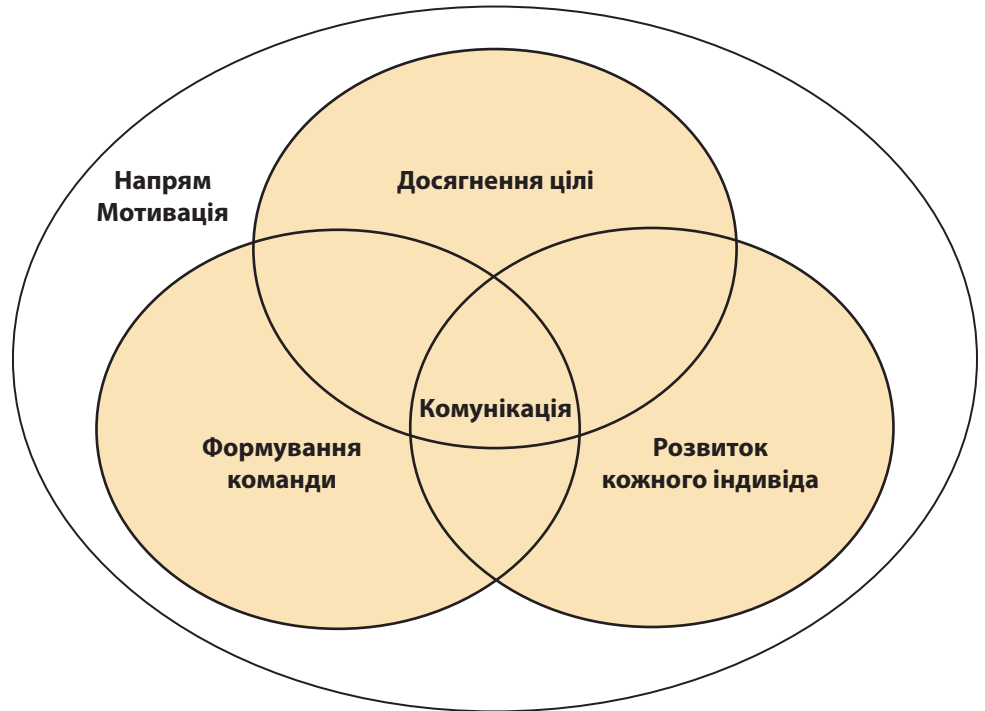 Досягнення цілі
Напрям
Мотивація
Комунікація
Формування
команди
Розвиток
кожного індивіда